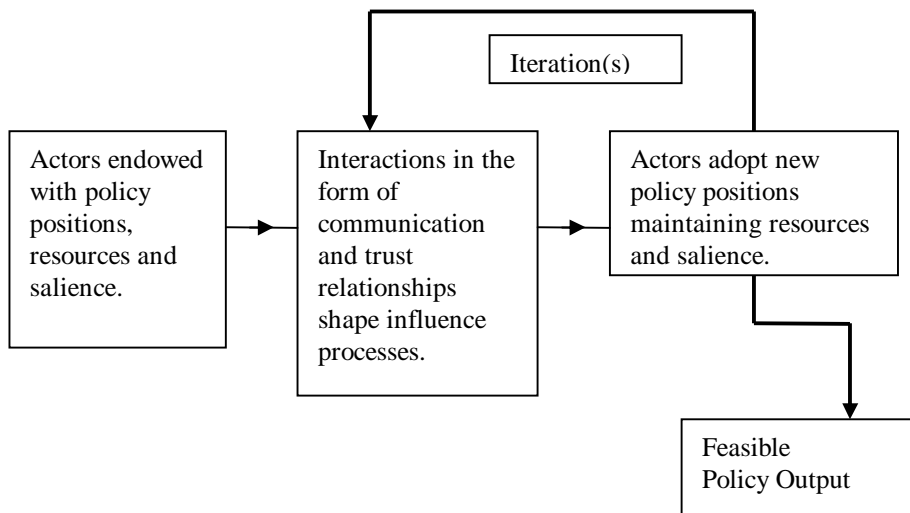 Iteration(s)
Actors endowed
with policy
positions,
resources and
salience.
Interactions in the
form of
communication
and trust
relationships
shape influence
processes.
Actors adopt new
policy positions
maintaining resources
and salience.
Feasible
Policy Output